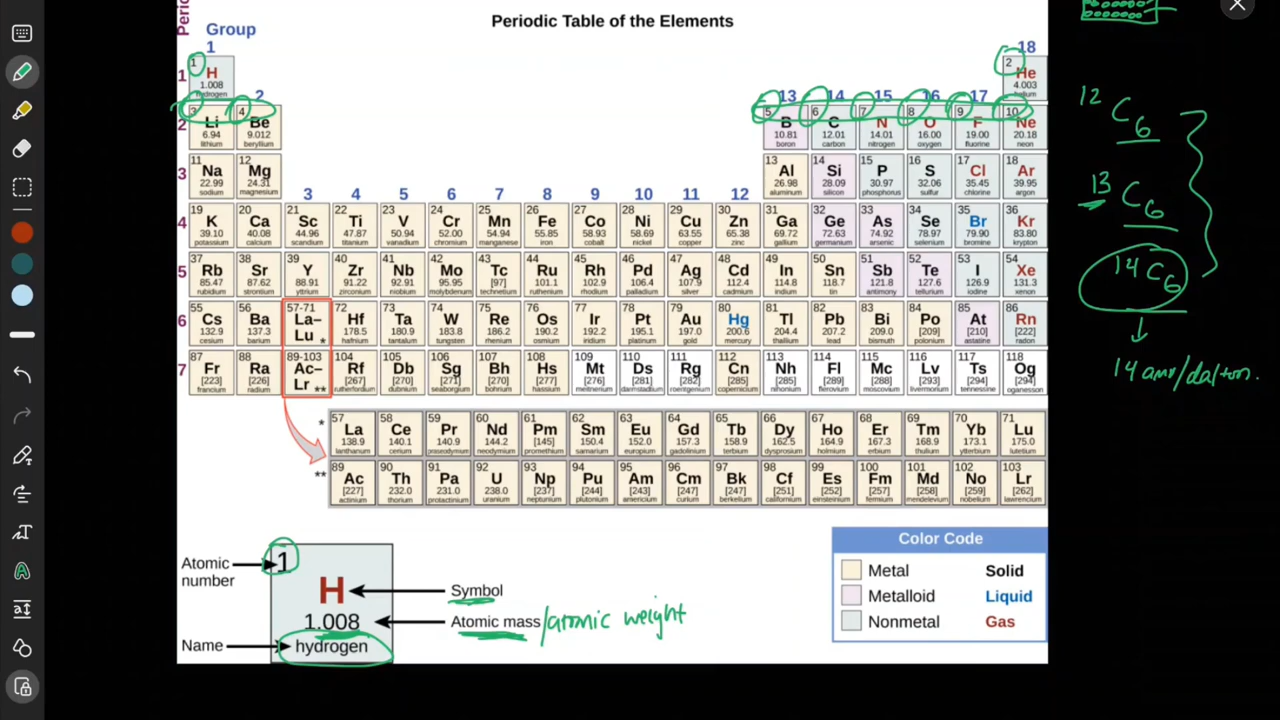 Periodic Table of the Elements
Group
1 18
1 1 H 1.008 hydrogen 2 He 4.003 helium
2 13 14 15 16 17
2 3 Li 6.94 lithium 4 Be 9.012 beryllium 5 B 10.81 boron 6 C 12.01 carbon 7 N 14.01 nitrogen 8 O 16.00 oxygen 9 F 19.00 fluorine 10 Ne 20.18 neon
3 11 Na 22.99 sodium 12 Mg 24.31 magnesium 13 Al 26.98 aluminum 14 Si 28.09 silicon 15 P 30.97 phosphorus 16 S 32.06 sulfur 17 Cl 35.45 chlorine 18 Ar 39.95 argon
3 4 5 6 7 8 9 10 11 12
4 19 K 39.10 potassium 20 Ca 40.08 calcium 21 Sc 44.96 scandium 22 Ti 47.87 titanium 23 V 50.94 vanadium 24 Cr 52.00 chromium 25 Mn 54.94 manganese 26 Fe 55.85 iron 27 Co 58.93 cobalt 28 Ni 58.69 nickel 29 Cu 63.55 copper 30 Zn 65.38 zinc 31 Ga 69.72 gallium 32 Ge 72.63 germanium 33 As 74.92 arsenic 34 Se 78.97 selenium 35 Br 79.90 bromine 36 Kr 83.80 krypton
5 37 Rb 85.47 rubidium 38 Sr 87.62 strontium 39 Y 88.91 yttrium 40 Zr 91.22 zirconium 41 Nb 92.91 niobium 42 Mo 95.95 molybdenum 43 Tc [97] technetium 44 Ru 101.1 ruthenium 45 Rh 102.9 rhodium 46 Pd 106.4 palladium 47 Ag 107.9 silver 48 Cd 112.4 cadmium 49 In 114.8 indium 50 Sn 118.7 tin 51 Sb 121.8 antimony 52 Te 127.6 tellurium 53 I 126.9 iodine 54 Xe 131.3 xenon
6 55 Cs 132.9 cesium 56 Ba 137.3 barium 57-71 La– Lu * 72 Hf 178.5 hafnium 73 Ta 180.9 tantalum 74 W 183.8 tungsten 75 Re 186.2 rhenium 76 Os 190.2 osmium 77 Ir 192.2 iridium 78 Pt 195.1 platinum 79 Au 197.0 gold 80 Hg 200.6 mercury 81 Tl 204.4 thallium 82 Pb 207.2 lead 83 Bi 209.0 bismuth 84 Po [209] polonium 85 At [210] astatine 86 Rn [222] radon
7 87 Fr [223] francium 88 Ra [226] radium 89-103 Ac– Lr ** 104 Rf [267] rutherfordium 105 Db [270] dubnium 106 Sg [271] seaborgium 107 Bh [270] bohrium 108 Hs [277] hassium 109 Mt [276] meitnerium 110 Ds [281] darmstadtium 111 Rg [282] roentgenium 112 Cn [285] copernicium 113 Nh [285] nihonium 114 Fl [289] flerovium 115 Mc [288] moscovium 116 Lv [293] livermorium 117 Ts [294] tennessine 118 Og [294] oganesson
* 57 La 138.9 lanthanum 58 Ce 140.1 cerium 59 Pr 140.9 praseodymium 60 Nd 144.2 neodymium 61 Pm [145] promethium 62 Sm 150.4 samarium 63 Eu 152.0 europium 64 Gd 157.3 gadolinium 65 Tb 158.9 terbium 66 Dy 162.5 dysprosium 67 Ho 164.9 holmium 68 Er 167.3 erbium 69 Tm 168.9 thulium 70 Yb 173.1 ytterbium 71 Lu 175.0 lutetium
** 89 Ac [227] actinium 90 Th 232.0 thorium 91 Pa 231.0 protactinium 92 U 238.0 uranium 93 Np [237] neptunium 94 Pu [244] plutonium 95 Am [243] americium 96 Cm [247] curium 97 Bk [247] berkelium 98 Cf [251] californium 99 Es [252] einsteinium 100 Fm [257] fermium 101 Md [258] mendelevium 102 No [259] nobelium 103 Lr [262] lawrencium
12 C 6
13 C 6
14 C 6
14 amu/dalton.
Atomic
number
1
H
Symbol
1.008
Atomic mass/atomic weight
Name
hydrogen
Color Code
Metal Solid
Metalloid Liquid
Nonmetal Gas